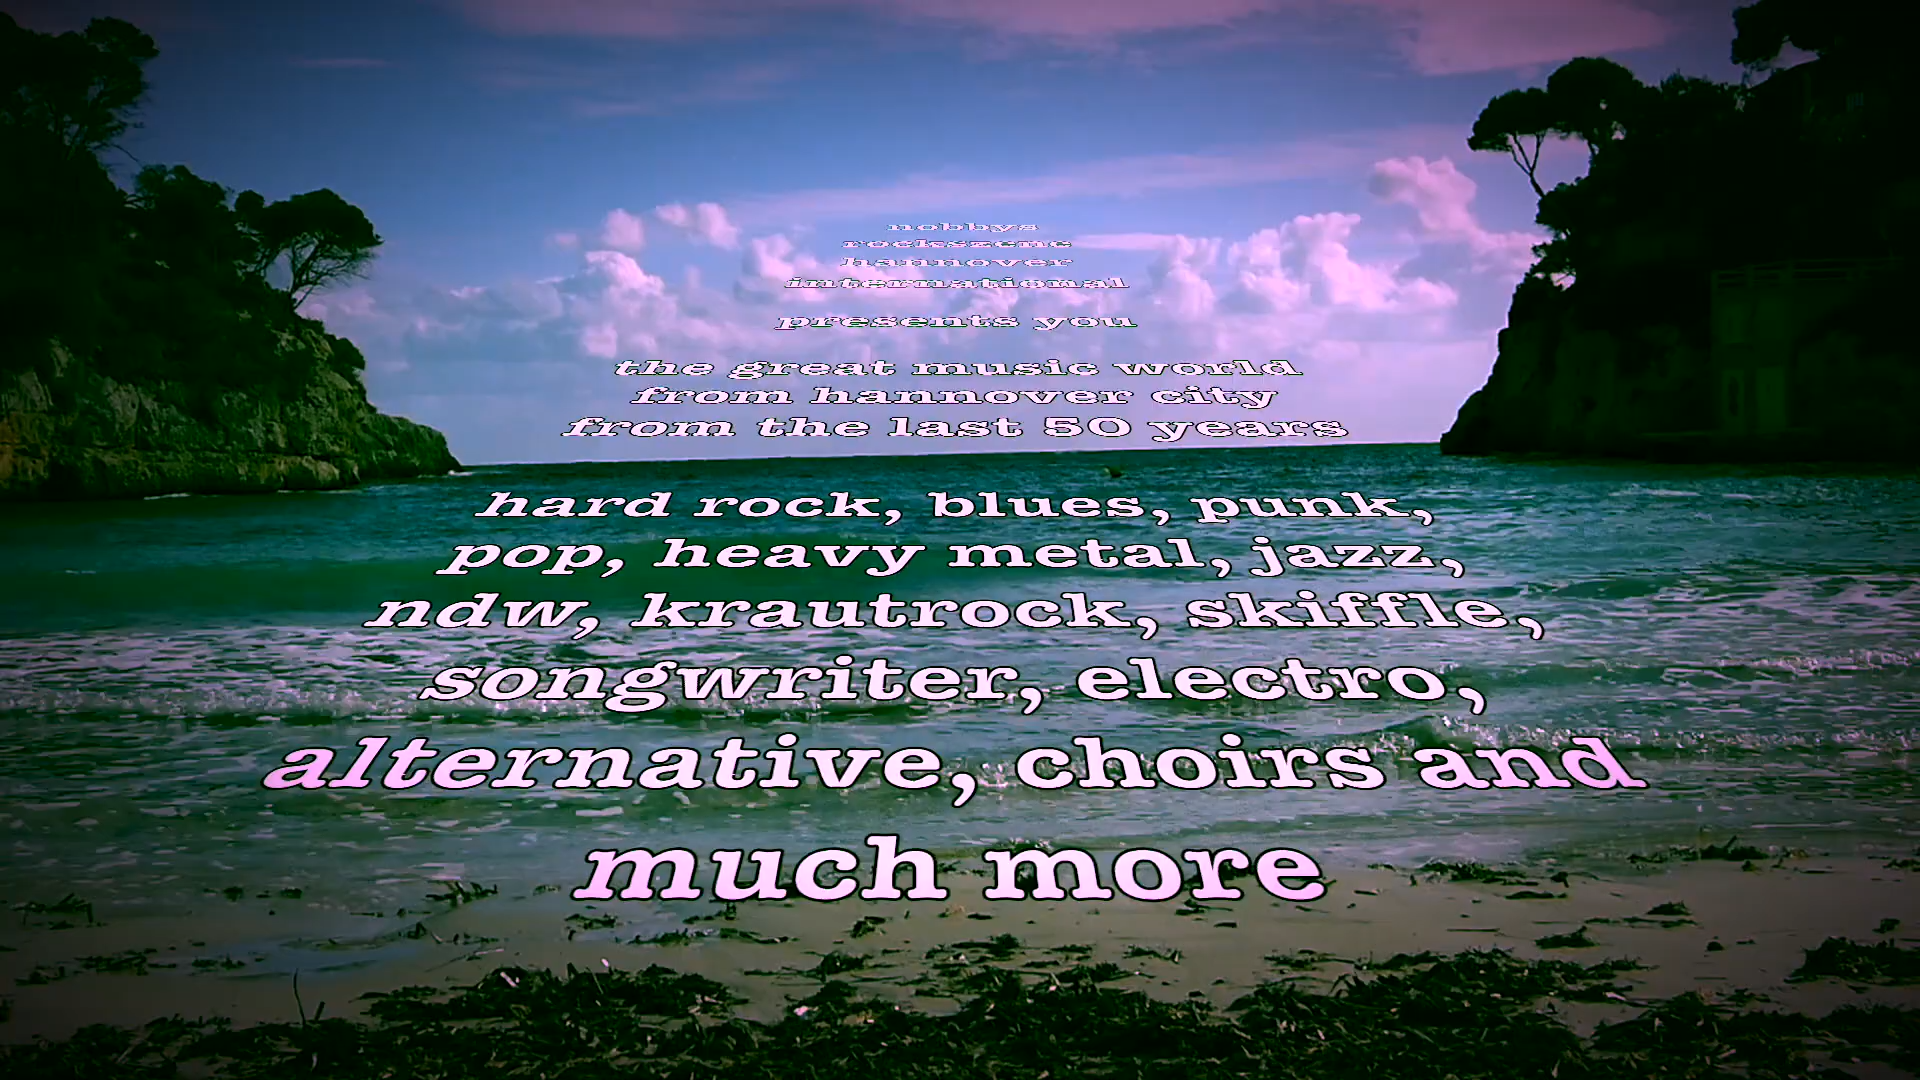 nobbys
rockszene
hannover
international
presents you
the great music world
from hannover city
from the last 50 years
hard rock, blues, punk,
pop, heavy metal, jazz,
ndw, krautrock, skiffle,
songwriter, electro,
alternative, choirs and
much more